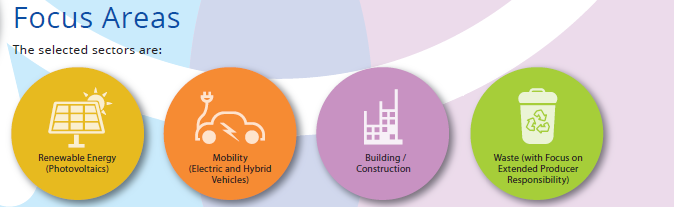 Focus Areas
The selected sectors are:
Renewable Energy
(Photovoltaics)
Mobility
(Electric and Hybrid
Vehicles)
Building /
Construction
Waste (with Focus on
Extended Producer
Responsibility)